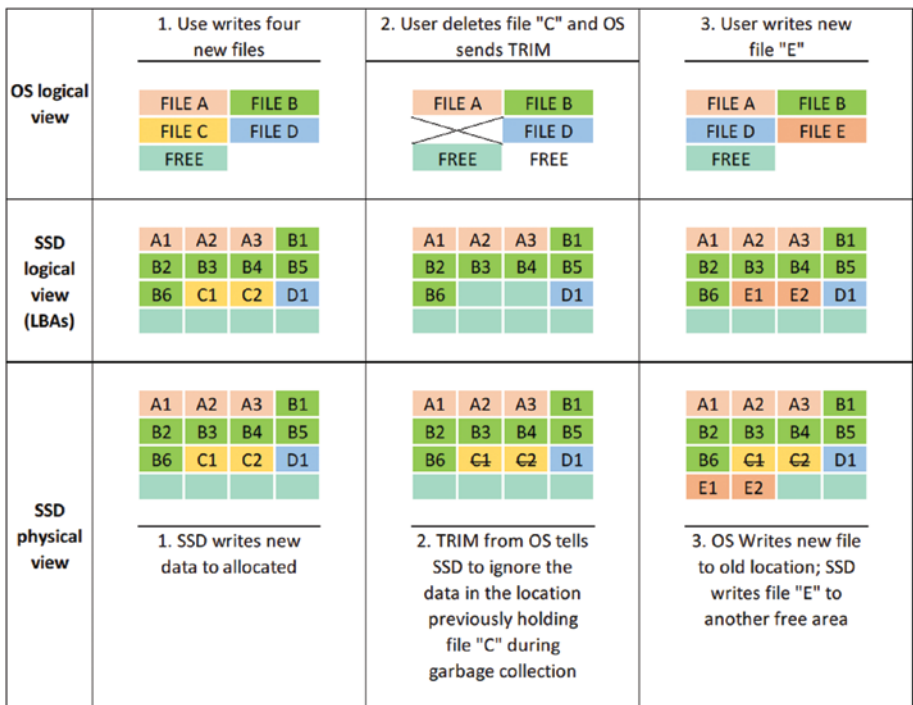 1. Use writes four
new files
2. User deletes file "C" and OS
sends TRIM
3. User writes new
file "E"
OS logical
view
FILE A FILE B
FILE C FILE D
FREE
FILE A FILE B
FILE D
FREE FREE
FILE A FILE B
FILE D FILE E
FREE
SSD
logical
view
(LBAs)
A1 A2 A3 B1
B2 B3 B4 B5
B6 C1 C2 D1
A1 A2 A3 B1
B2 B3 B4 B5
B6 D1
A1 A2 A3 B1
B2 B3 B4 B5
B6 E1 E2 D1
SSD
physical
view
A1 A2 A3 B1
B2 B3 B4 B5
B6 C1 C2 D1
1. SSD writes new
data to allocated
A1 A2 A3 B1
B2 B3 B4 B5
B6 C1 C2 D1
2. TRIM from OS tells
SSD to ignore the
data in the location
previously holding
file "C" during
garbage collection
A1 A2 A3 B1
B2 B3 B4 B5
B6 C1 C2 D1
E1 E2
3. OS Writes new file
to old location; SSD
writes file "E" to
another free area